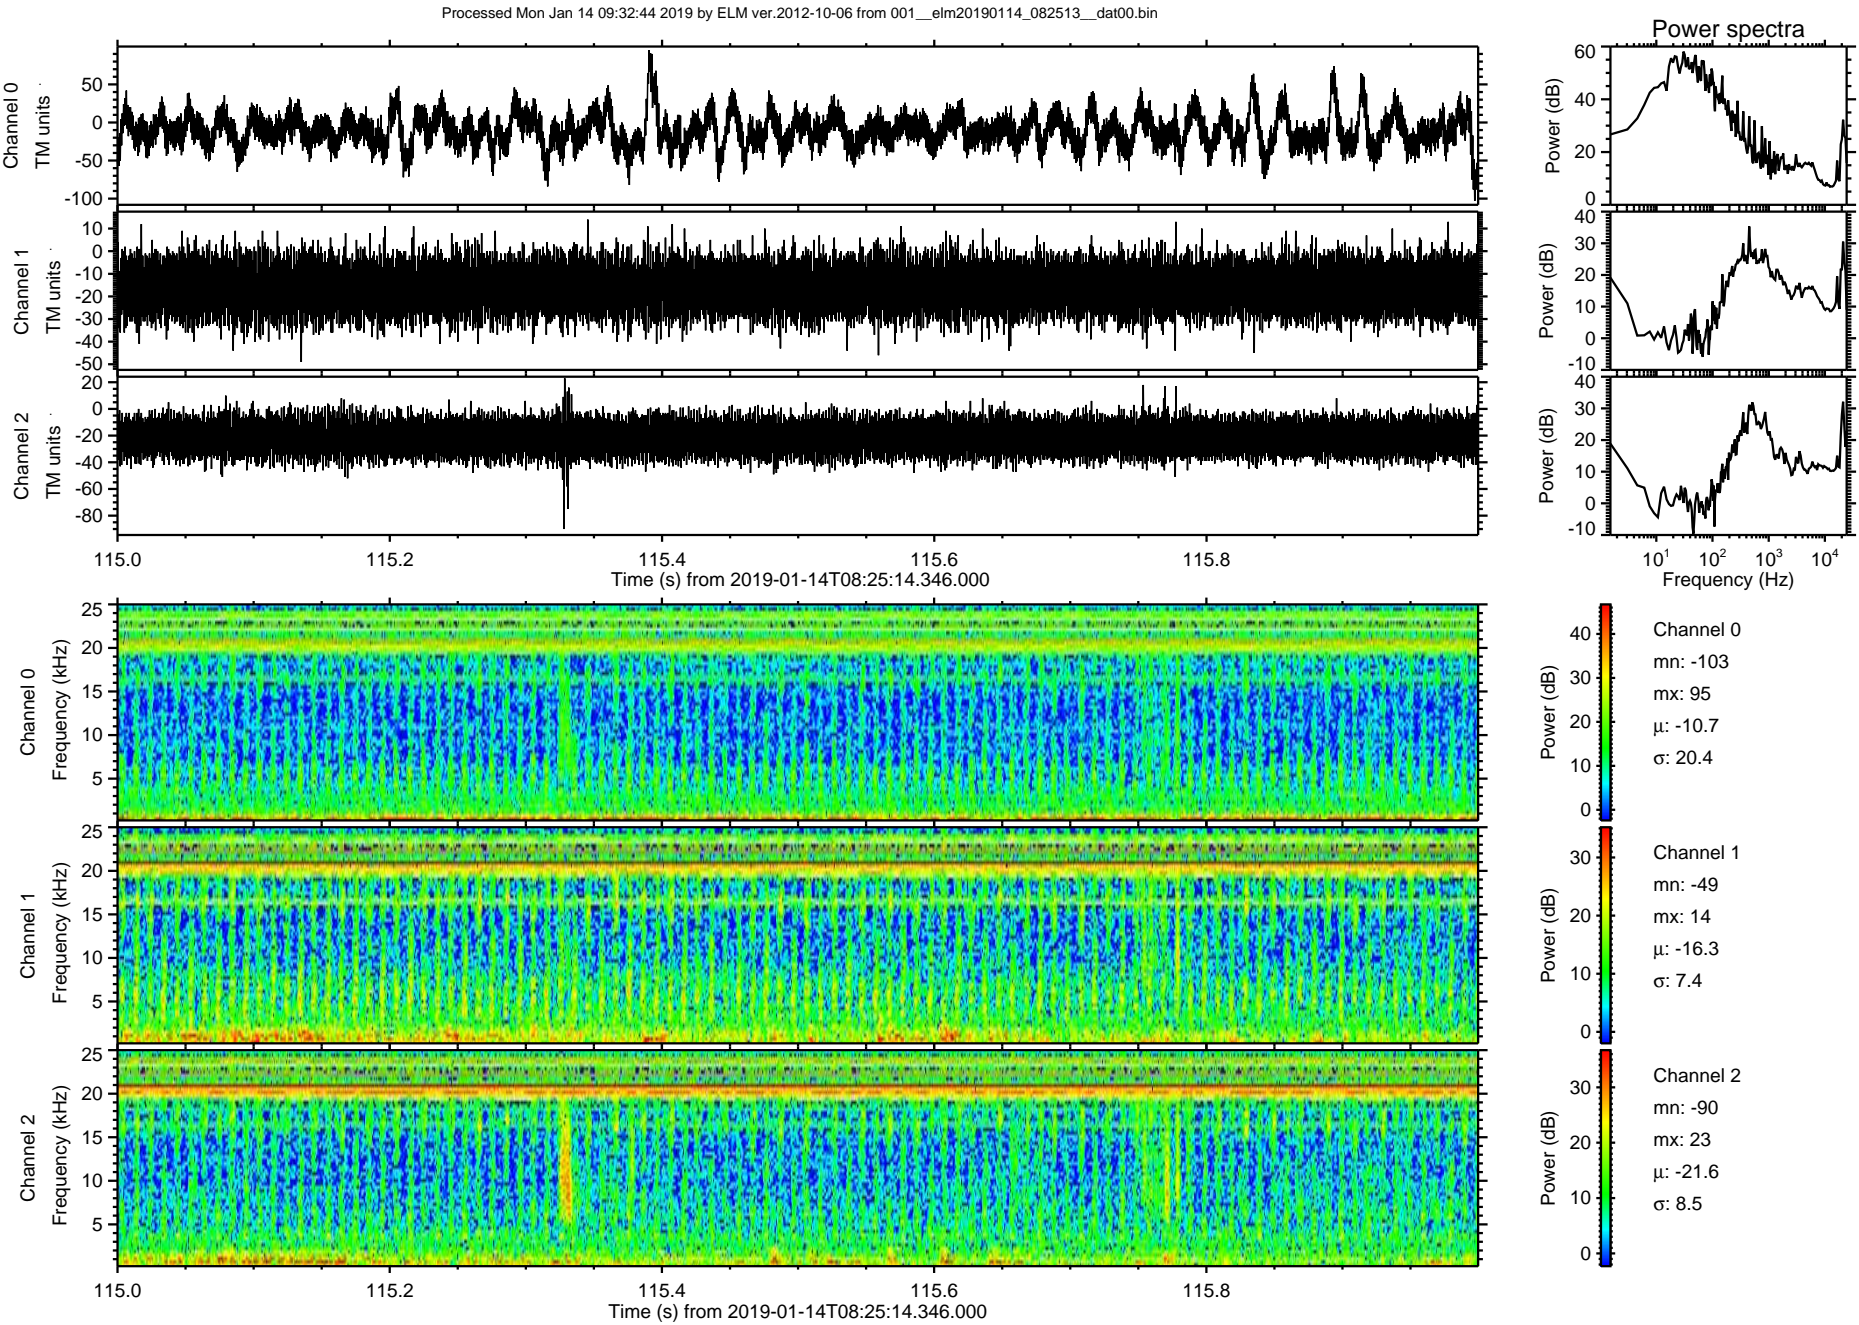 Processed Mon Jan 14 09:32:44 2019 by ELM ver.2012-10-06 from 001__elm20190114_082513__dat00.bin
Power spectra
Channel 0
TM units
50
0
-50
-100
Power (dB)
60
40
20
0
Channel 1
TM units
10
0
-10
-20
-30
-40
-50
Power (dB)
40
30
20
10
0
-10
Channel 2
TM units
20
0
-20
-40
-60
-80
Power (dB)
40
30
20
10
0
-10
115.0 115.2 115.4 115.6 115.8
Time (s) from 2019-01-14T08:25:14.346.000
10¹ 10² 10³ 10⁴
Frequency (Hz)
Channel 0
Frequency (kHz)
25
20
15
10
5
Power (dB)
40
30
20
10
0
Channel 0
mn: -103
mx: 95
μ: -10.7
σ: 20.4
Channel 1
Frequency (kHz)
25
20
15
10
5
Power (dB)
30
20
10
0
Channel 1
mn: -49
mx: 14
μ: -16.3
σ: 7.4
Channel 2
Frequency (kHz)
25
20
15
10
5
Power (dB)
30
20
10
0
Channel 2
mn: -90
mx: 23
μ: -21.6
σ: 8.5
115.0 115.2 115.4 115.6 115.8
Time (s) from 2019-01-14T08:25:14.346.000